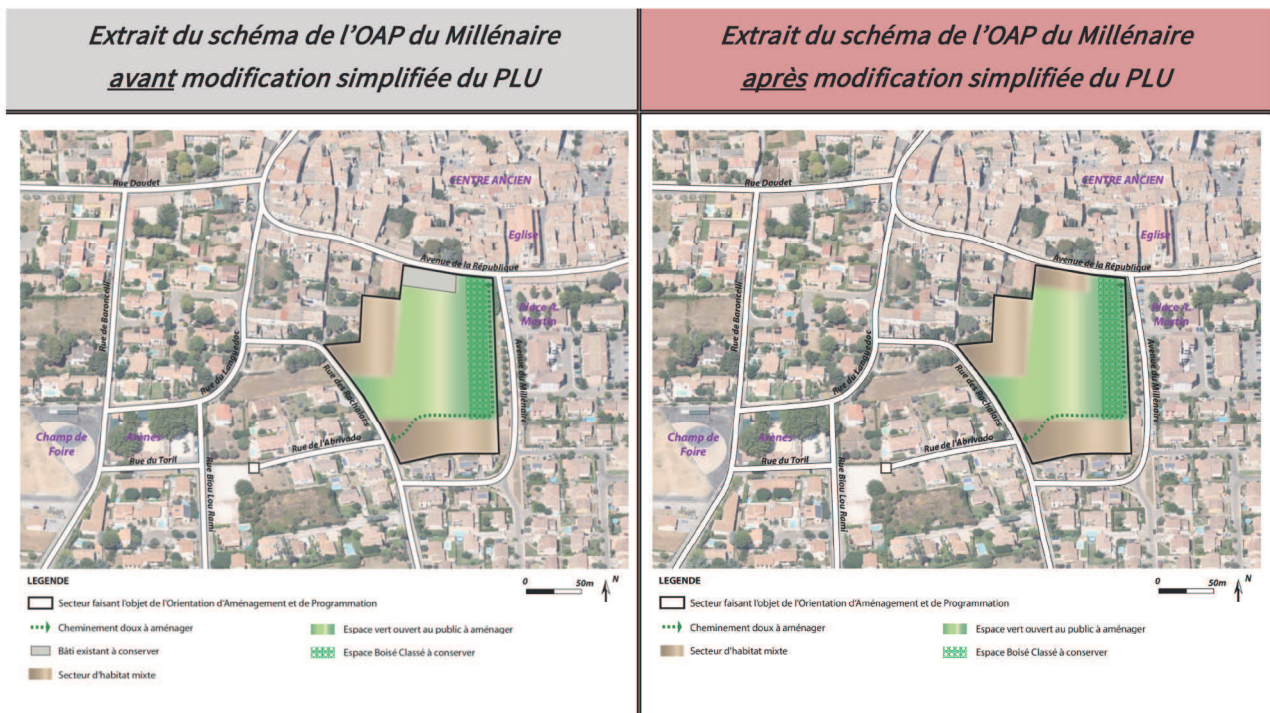 Extrait du schéma de l'OAP du Millénaire
avant modification simplifiée du PLU
Rue Daudet
CENTRE ANCIEN
Eglise
Avenue de la République
Place A.
Martin
Rue de Baroncelli
Rue du Languedoc
Rue des Rochalais
Avenue du Millénaire
Champ de
Foire
Arènes
Rue de l'Abrivado
Rue du Toril
Rue Biou Lou Rami
LEGENDE
0 50m N
Secteur faisant l'objet de l'Orientation d'Aménagement et de Programmation
Cheminement doux à aménager
Espace vert ouvert au public à aménager
Bâti existant à conserver
Espace Boisé Classé à conserver
Secteur d'habitat mixte
Extrait du schéma de l'OAP du Millénaire
après modification simplifiée du PLU
Rue Daudet
CENTRE ANCIEN
Eglise
Avenue de la République
Place A.
Martin
Rue de Baroncelli
Rue du Languedoc
Rue des Rochalais
Avenue du Millénaire
Champ de
Foire
Arènes
Rue de l'Abrivado
Rue du Toril
Rue Biou Lou Rami
LEGENDE
0 50m N
Secteur faisant l'objet de l'Orientation d'Aménagement et de Programmation
Cheminement doux à aménager
Espace vert ouvert au public à aménager
Secteur d'habitat mixte
Espace Boisé Classé à conserver